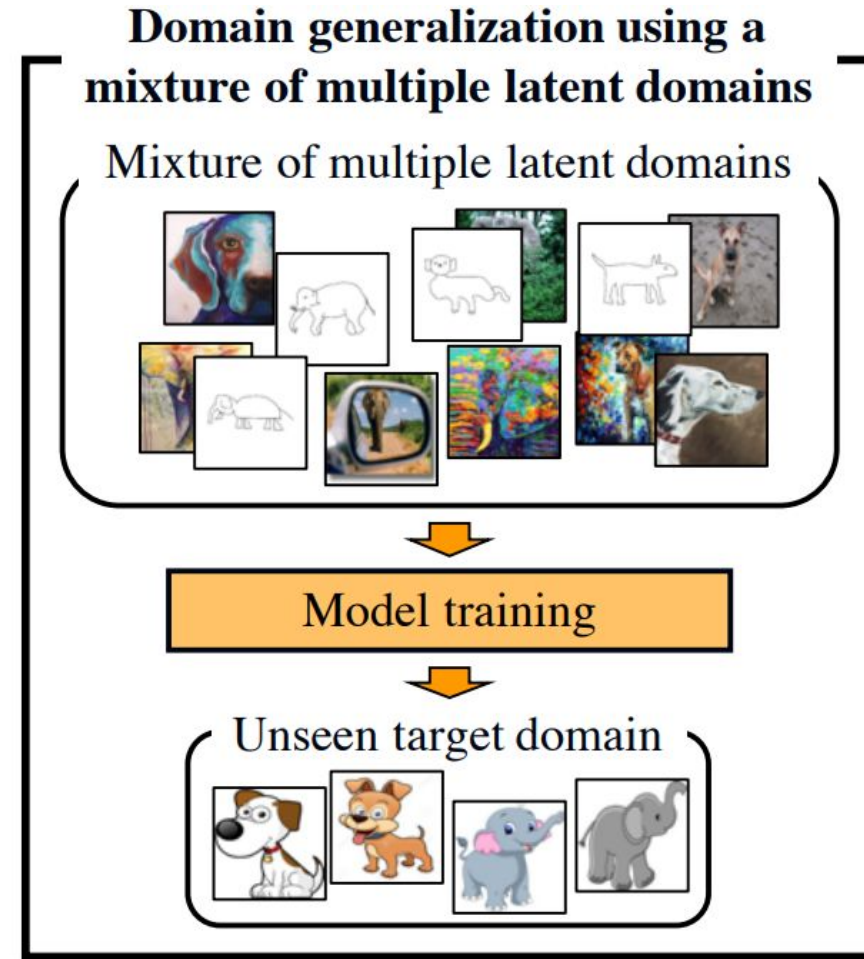 Domain generalization using a
mixture of multiple latent domains
Mixture of multiple latent domains
Model training
Unseen target domain